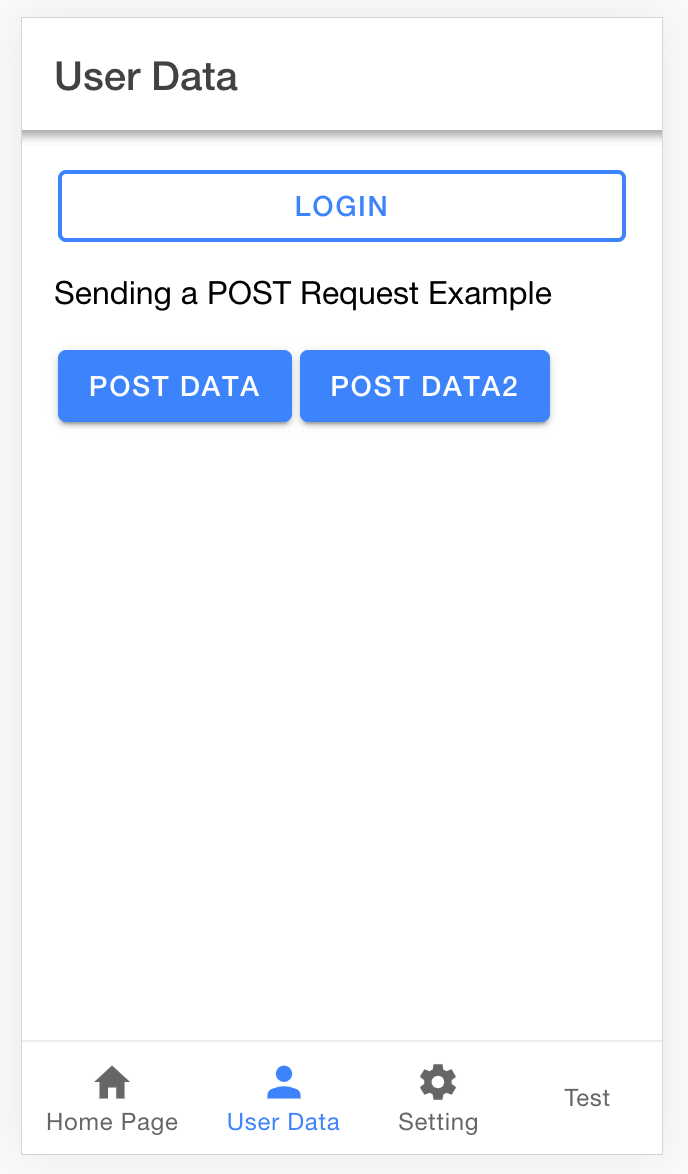 User Data
LOGIN
Sending a POST Request Example
POST DATA POST DATA2
Home Page User Data Setting Test